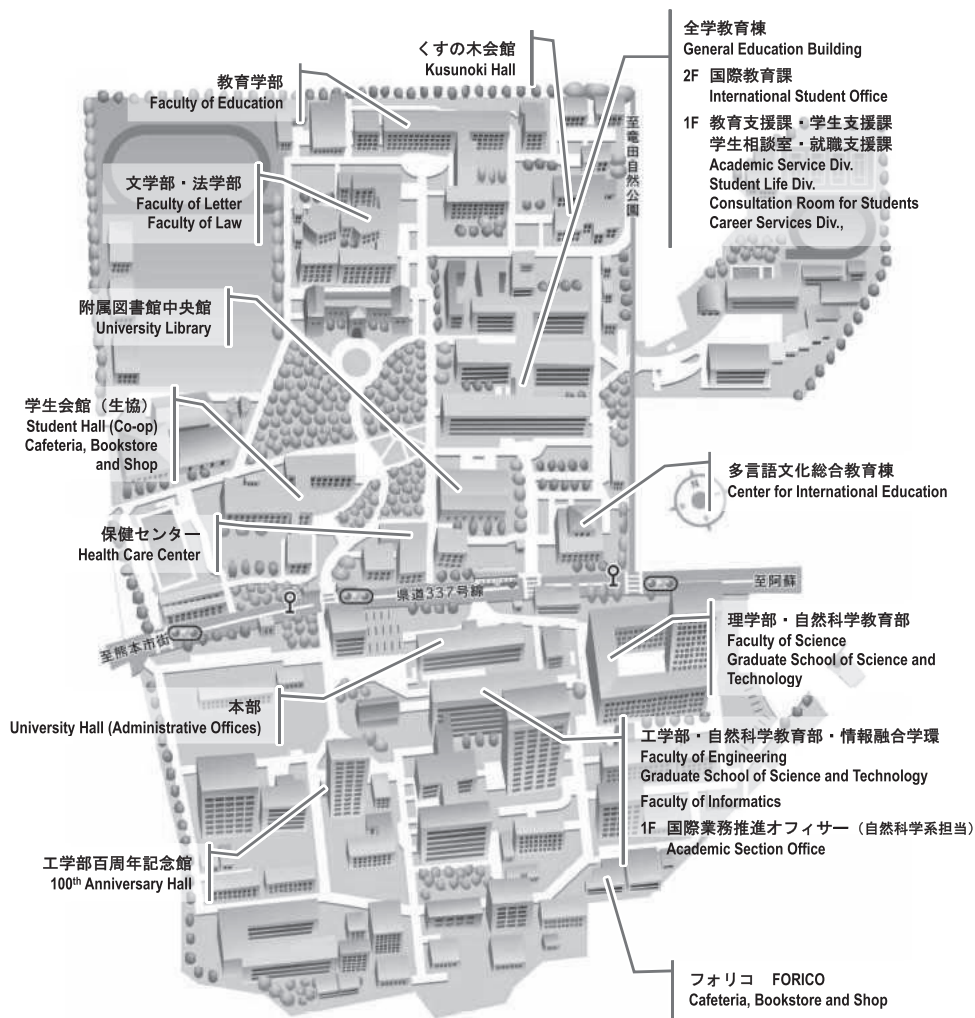 くすの木会館
Kusunoki Hall
全学教育棟
General Education Building
2F 国際教育課
International Student Office
1F 教育支援課・学生支援課
学生相談室・就職支援課
Academic Service Div.
Student Life Div.
Consultation Room for Students
Career Services Div.,
教育学部
Faculty of Education
至竜田自然公園
文学部・法学部
Faculty of Letter
Faculty of Law
附属図書館中央館
University Library
学生会館（生協）
Student Hall (Co-op)
Cafeteria, Bookstore
and Shop
多言語文化総合教育棟
Center for International Education
N
保健センター
Health Care Center
県道337号線
至阿蘇
至熊本市街
理学部・自然科学教育部
Faculty of Science
Graduate School of Science and
Technology
本部
University Hall (Administrative Offices)
工学部・自然科学教育部・情報融合学環
Faculty of Engineering
Graduate School of Science and Technology
Faculty of Informatics
1F 国際業務推進オフィサー（自然科学系担当）
Academic Section Office
工学部百周年記念館
100th Anniversary Hall
フォリコ FORICO
Cafeteria, Bookstore and Shop